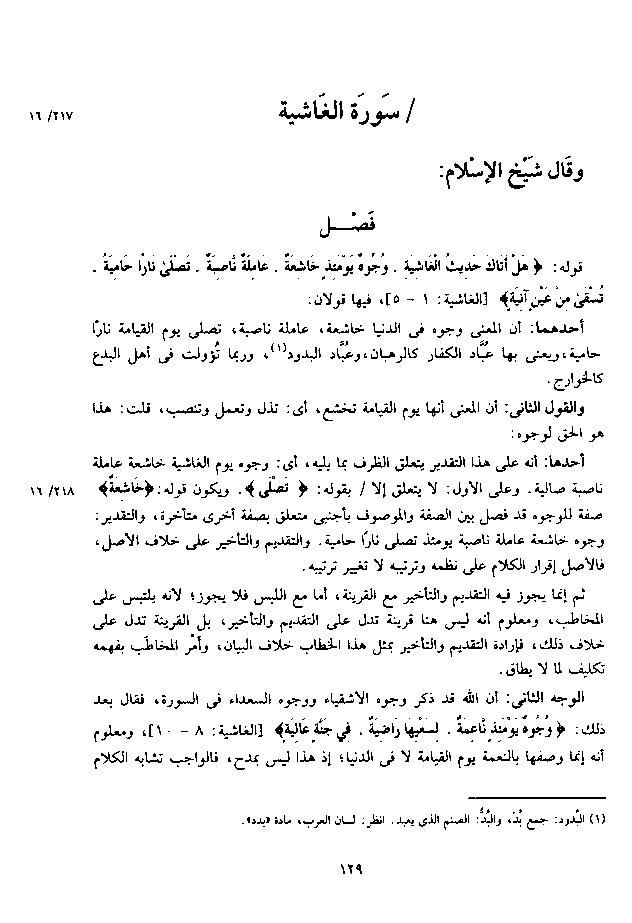 ١٦/٢١٧
/ سَورَة الغَاشية
وقَال شَيْخ الإسْلام:
فَصْــل
قوله: ﴿ هَلْ أَتَاكَ حَدِيثُ الْغَاشِيَةِ . وُجُوهٌ يَوْمَئِذٍ خَاشِعَةٌ . عَامِلَةٌ نَّاصِبَةٌ . تَصْلَىٰ نَارًا حَامِيَةً .
تُسْقَىٰ مِنْ عَيْنٍ آنِيَةٍ﴾ [الغاشية: ١ - ٥]، فيها قولان:
أحدهما: أن المعنى وجوه فى الدنيا خاشعة، عاملة ناصبة، تصلى يوم القيامة نارًا
حامية، ويعنى بها عبَّاد الكفار كالرهبان، وعُبَّاد البدود(١)، وربما تُؤولت فى أهل البدع
كالخوارج.
والقول الثانى: أن المعنى أنها يوم القيامة تخشع، أى: تذل وتعمل وتنصب، قلت: هذا
هو الحق لوجوه:
أحدها: أنه على هذا التقدير يتعلق الظرف بما يليه، أى: وجوه يوم الغاشية خاشعة عاملة
١٦/٢١٨
ناصبة صالية. وعلى الأول: لا يتعلق إلا / بقوله: ﴿ تَصْلَى﴾. ويكون قوله: ﴿خَاشِعَةٌ﴾
صفة للوجوه قد فصل بين الصفة والموصوف بأجنبى متعلق بصفة أخرى متأخرة، والتقدير:
وجوه خاشعة عاملة ناصبة يومئذ تصلى نارًا حامية. والتقديم والتأخير على خلاف الأصل،
فالأصل إقرار الكلام على نظمه وترتيبه لا تغيير ترتيبه.
ثم إنما يجوز فيه التقديم والتأخير مع القرينة، أما مع اللبس فلا يجوز؛ لأنه يلتبس على
المخاطب، ومعلوم أنه ليس هنا قرينة تدل على التقديم والتأخير، بل القرينة تدل على
خلاف ذلك، فإرادة التقديم والتأخير بمثل هذا الخطاب خلاف البيان، وأمْر المخاطَب بفهمه
تكليف لما لا يطاق.
الوجه الثانى: أن الله قد ذكر وجوه الأشقياء ووجوه السعداء فى السورة، فقال بعد
ذلك: ﴿ وُجُوهٌ يَوْمَئِذٍ نَّاعِمَةٌ . لِسَعْيِهَا رَاضِيَةٌ . فِي جَنَّةٍ عَالِيَةٍ﴾ [الغاشية: ٨ - ١٠]، ومعلوم
أنه إنما وصفها بالنعمة يوم القيامة لا فى الدنيا؛ إذ هذا ليس بمدح، فالواجب تشابه الكلام
(١) البُدود: جمع بُدّ، والبُدُّ: الصنم الذى يعبد. انظر: لسان العرب، مادة «بدد».
١٢٩